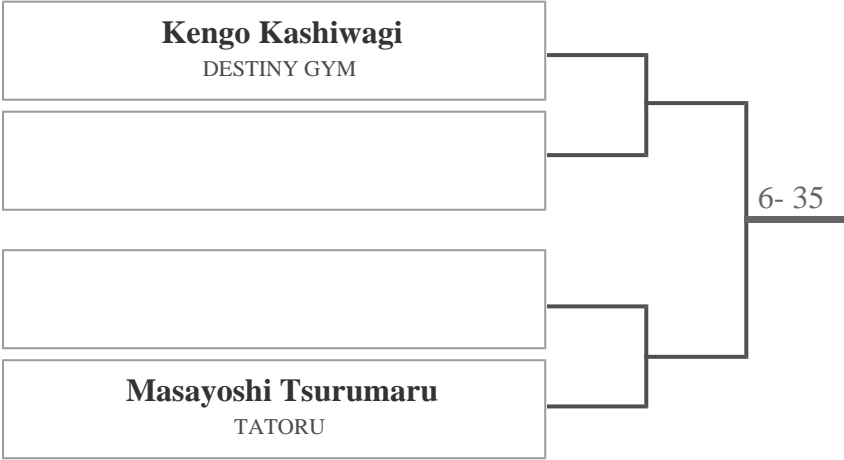 Kengo Kashiwagi
DESTINY GYM
6- 35
Masayoshi Tsurumaru
TATORU